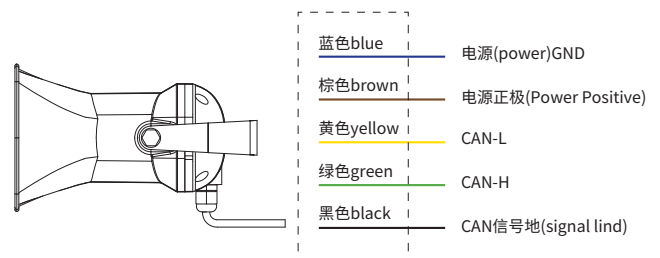 蓝色blue
电源(power)GND
棕色brown
电源正极(Power Positive)
黄色yellow
CAN-L
绿色green
CAN-H
黑色black
CAN信号地(signal lind)